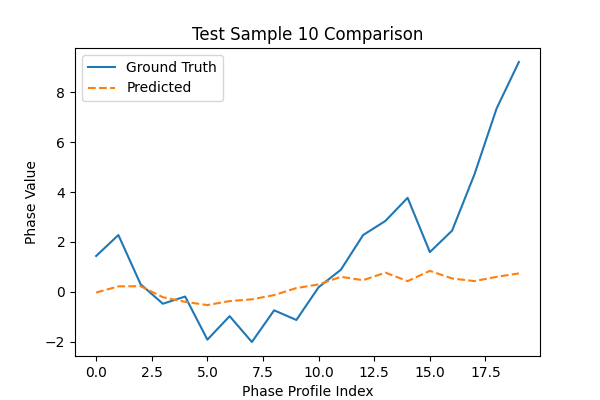 Test Sample 10 Comparison
Ground Truth
Predicted
Phase Value
8
6
4
2
0
−2
0.0 2.5 5.0 7.5 10.0 12.5 15.0 17.5
Phase Profile Index